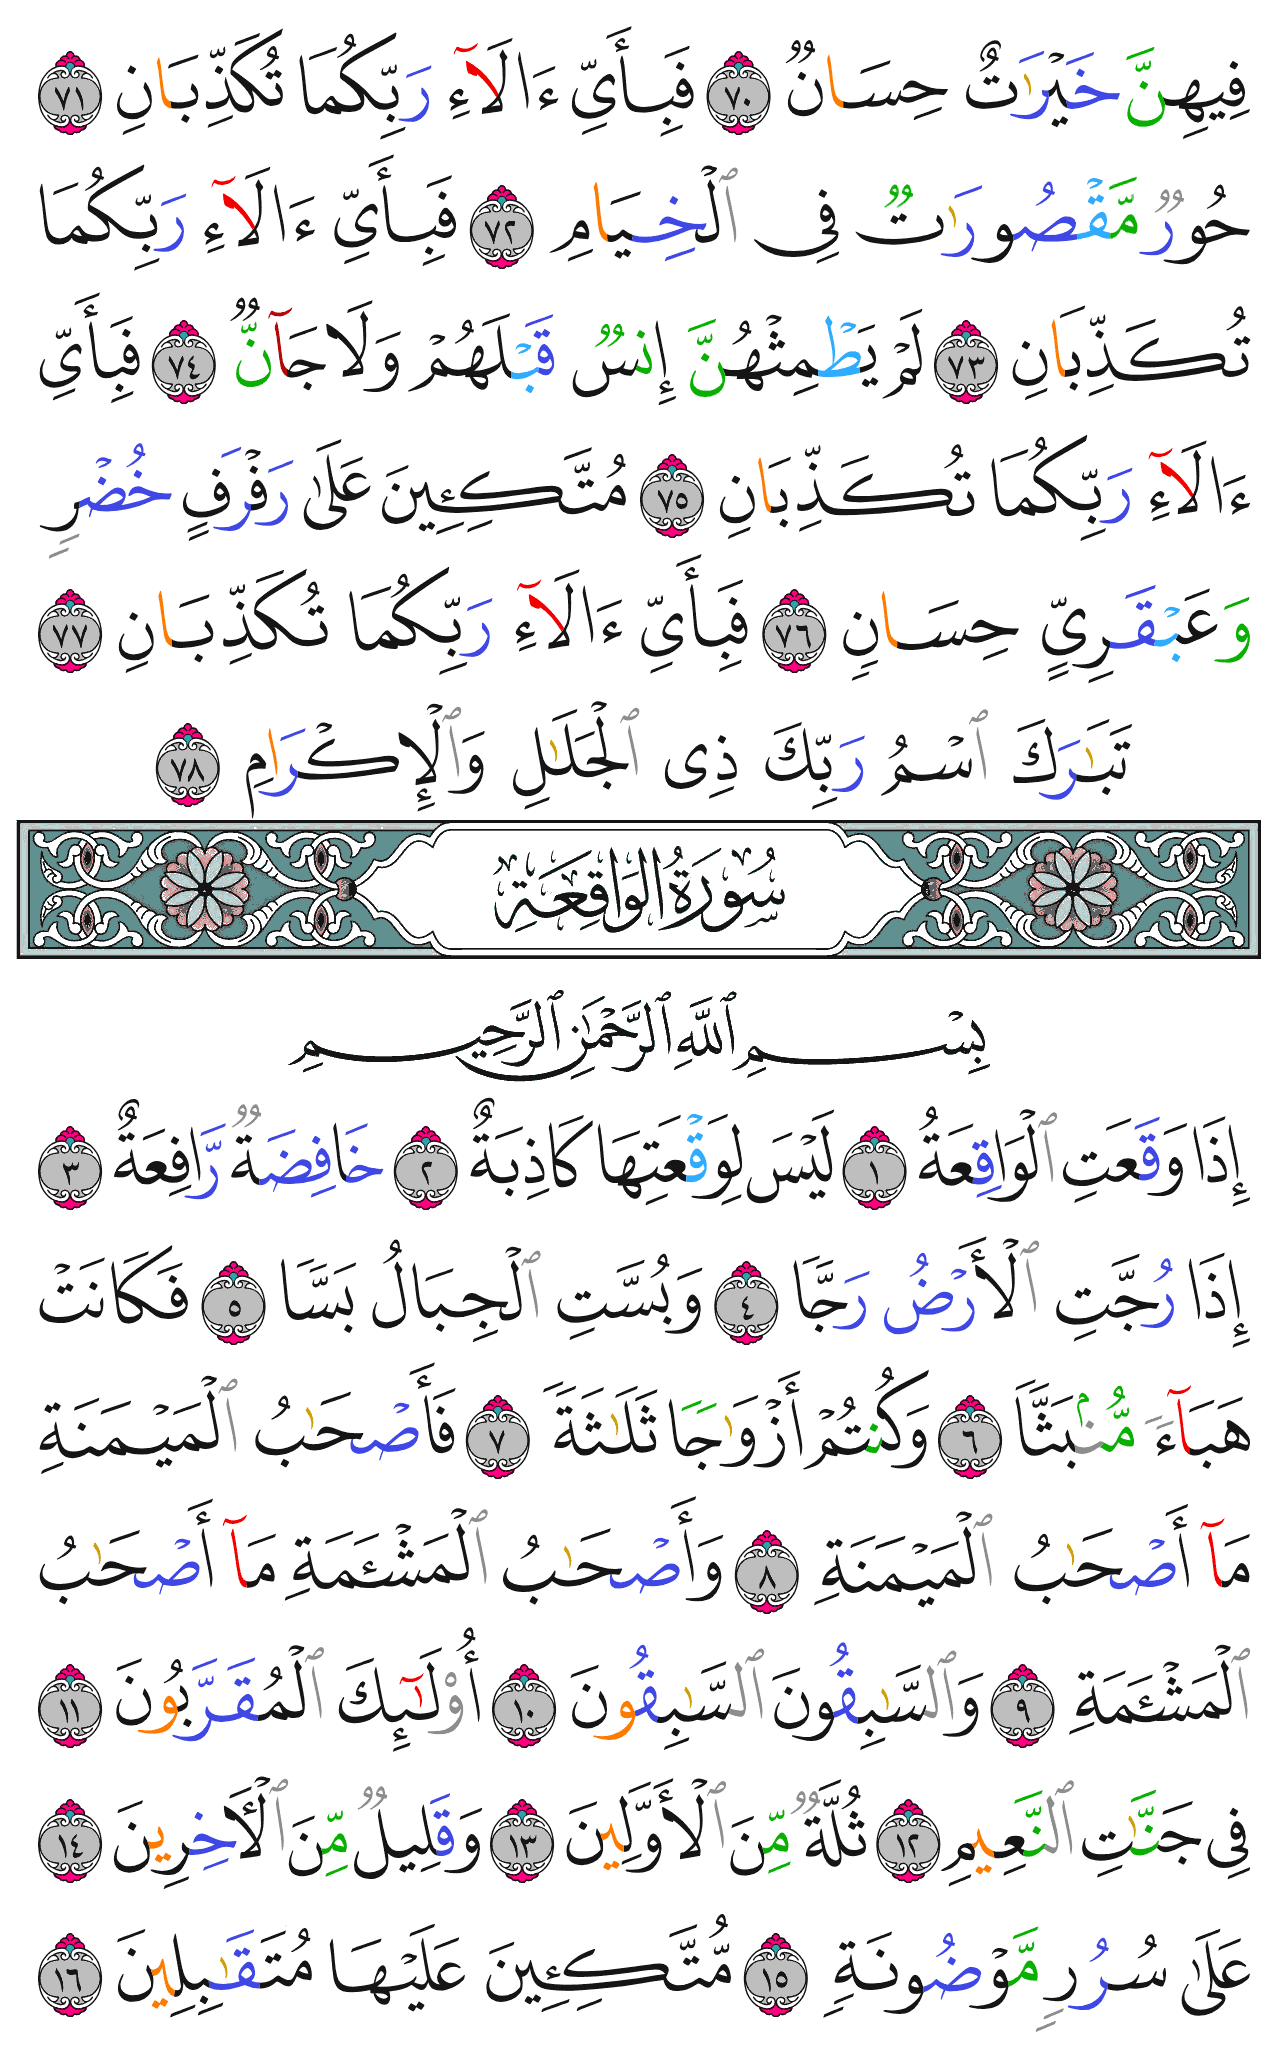 فِيهِنَّ خَيْرَٰتٌ حِسَانٌ ٧٠ فَبِأَيِّ ءَالَآءِ رَبِّكُمَا تُكَذِّبَانِ ٧١
حُورٌ مَّقْصُورَٰتٌ فِى ٱلْخِيَامِ ٧٢ فَبِأَيِّ ءَالَآءِ رَبِّكُمَا
تُكَذِّبَانِ ٧٣ لَمْ يَطْمِثْهُنَّ إِنسٌ قَبْلَهُمْ وَلَا جَآنٌّ ٧٤ فَبِأَيِّ
ءَالَآءِ رَبِّكُمَا تُكَذِّبَانِ ٧٥ مُتَّكِـِٔينَ عَلَىٰ رَفْرَفٍ خُضْرٍ
وَعَبْقَرِيٍّ حِسَانٍ ٧٦ فَبِأَيِّ ءَالَآءِ رَبِّكُمَا تُكَذِّبَانِ ٧٧
تَبَٰرَكَ ٱسْمُ رَبِّكَ ذِى ٱلْجَلَٰلِ وَٱلْإِكْرَامِ ٧٨
سُورَةُ الوَاقِعَةِ
بِسْمِ ٱللَّهِ ٱلرَّحْمَٰنِ ٱلرَّحِيمِ
إِذَا وَقَعَتِ ٱلْوَاقِعَةُ ١ لَيْسَ لِوَقْعَتِهَا كَاذِبَةٌ ٢ خَافِضَةٌ رَّافِعَةٌ ٣
إِذَا رُجَّتِ ٱلْأَرْضُ رَجًّا ٤ وَبُسَّتِ ٱلْجِبَالُ بَسًّا ٥ فَكَانَتْ
هَبَآءً مُّنۢبَثًّا ٦ وَكُنتُمْ أَزْوَٰجًا ثَلَٰثَةً ٧ فَأَصْحَٰبُ ٱلْمَيْمَنَةِ
مَآ أَصْحَٰبُ ٱلْمَيْمَنَةِ ٨ وَأَصْحَٰبُ ٱلْمَشْـَٔمَةِ مَآ أَصْحَٰبُ
ٱلْمَشْـَٔمَةِ ٩ وَٱلسَّٰبِقُونَ ٱلسَّٰبِقُونَ ١٠ أُو۟لَٰٓئِكَ ٱلْمُقَرَّبُونَ ١١
فِى جَنَّٰتِ ٱلنَّعِيمِ ١٢ ثُلَّةٌ مِّنَ ٱلْأَوَّلِينَ ١٣ وَقَلِيلٌ مِّنَ ٱلْـَٔاخِرِينَ ١٤
عَلَىٰ سُرُرٍ مَّوْضُونَةٍ ١٥ مُّتَّكِـِٔينَ عَلَيْهَا مُتَقَٰبِلِينَ ١٦